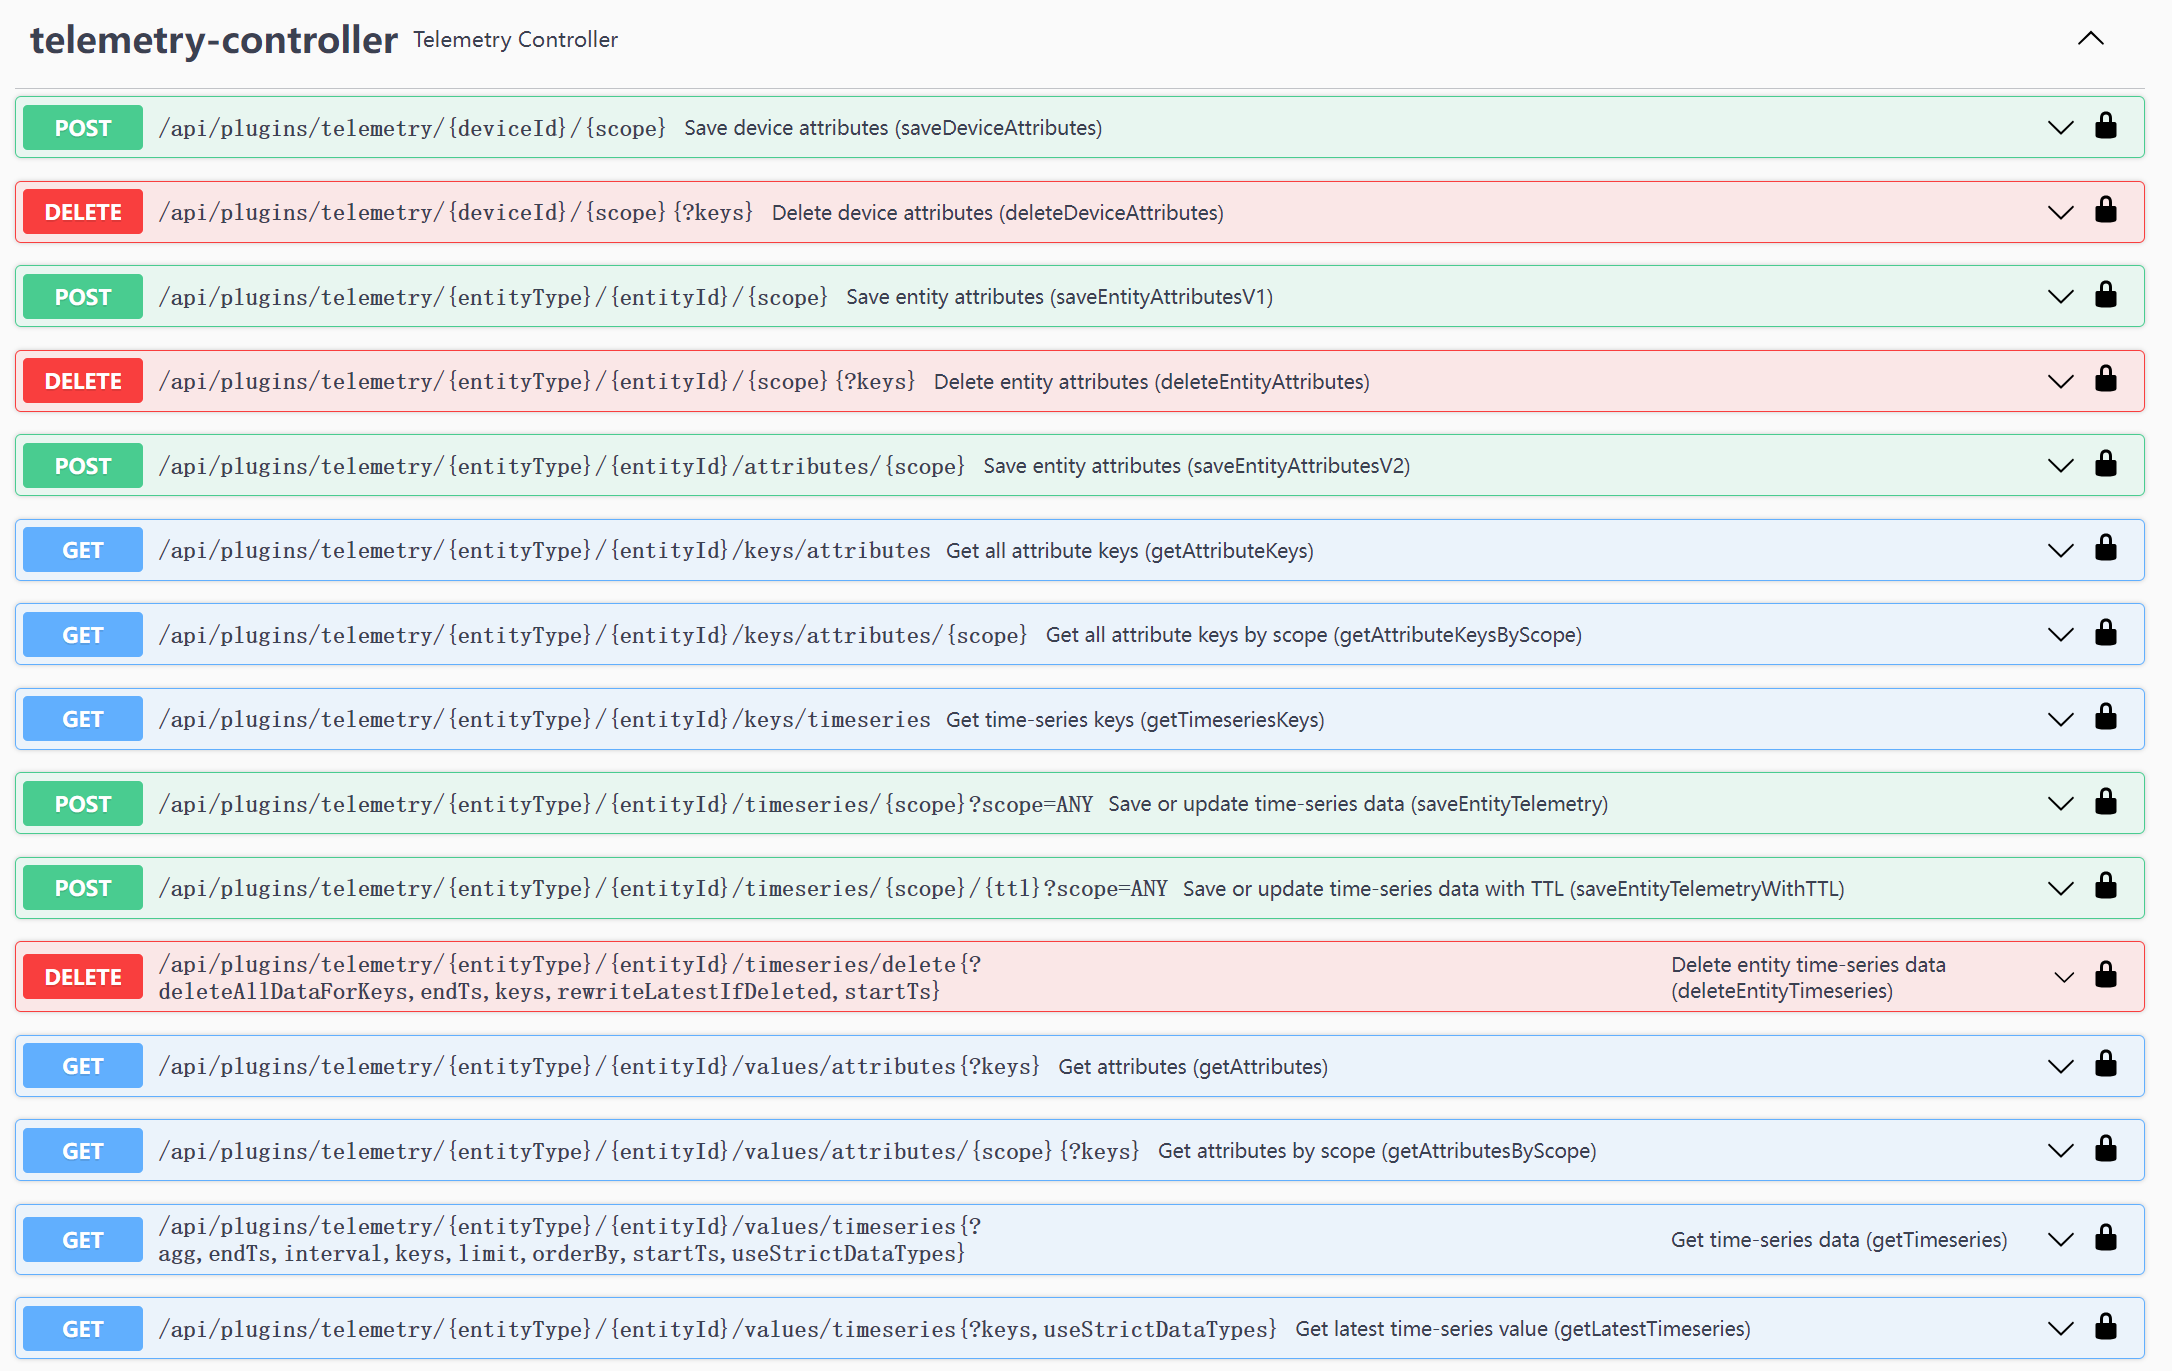 telemetry-controller Telemetry Controller
POST /api/plugins/telemetry/{deviceId}/{scope} Save device attributes (saveDeviceAttributes)
DELETE /api/plugins/telemetry/{deviceId}/{scope}{?keys} Delete device attributes (deleteDeviceAttributes)
POST /api/plugins/telemetry/{entityType}/{entityId}/{scope} Save entity attributes (saveEntityAttributesV1)
DELETE /api/plugins/telemetry/{entityType}/{entityId}/{scope}{?keys} Delete entity attributes (deleteEntityAttributes)
POST /api/plugins/telemetry/{entityType}/{entityId}/attributes/{scope} Save entity attributes (saveEntityAttributesV2)
GET /api/plugins/telemetry/{entityType}/{entityId}/keys/attributes Get all attribute keys (getAttributeKeys)
GET /api/plugins/telemetry/{entityType}/{entityId}/keys/attributes/{scope} Get all attribute keys by scope (getAttributeKeysByScope)
GET /api/plugins/telemetry/{entityType}/{entityId}/keys/timeseries Get time-series keys (getTimeseriesKeys)
POST /api/plugins/telemetry/{entityType}/{entityId}/timeseries/{scope}?scope=ANY Save or update time-series data (saveEntityTelemetry)
POST /api/plugins/telemetry/{entityType}/{entityId}/timeseries/{scope}/{ttl}?scope=ANY Save or update time-series data with TTL (saveEntityTelemetryWithTTL)
DELETE /api/plugins/telemetry/{entityType}/{entityId}/timeseries/delete{?
deleteAllDataForKeys,endTs,keys,rewriteLatestIfDeleted,startTs}
Delete entity time-series data
(deleteEntityTimeseries)
GET /api/plugins/telemetry/{entityType}/{entityId}/values/attributes{?keys} Get attributes (getAttributes)
GET /api/plugins/telemetry/{entityType}/{entityId}/values/attributes/{scope}{?keys} Get attributes by scope (getAttributesByScope)
GET /api/plugins/telemetry/{entityType}/{entityId}/values/timeseries{?
agg,endTs,interval,keys,limit,orderBy,startTs,useStrictDataTypes}
Get time-series data (getTimeseries)
GET /api/plugins/telemetry/{entityType}/{entityId}/values/timeseries{?keys,useStrictDataTypes} Get latest time-series value (getLatestTimeseries)